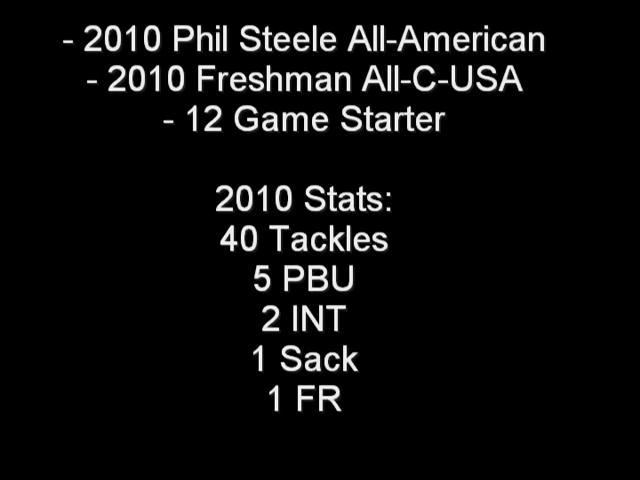 - 2010 Phil Steele All-American
- 2010 Freshman All-C-USA
- 12 Game Starter
2010 Stats:
40 Tackles
5 PBU
2 INT
1 Sack
1 FR